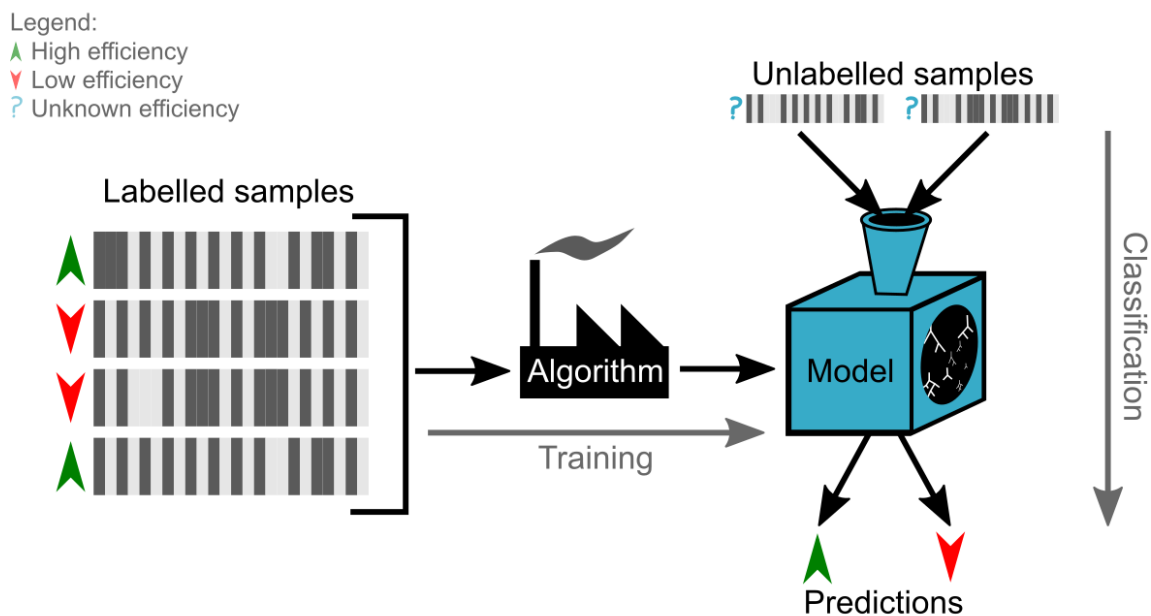 Legend:
High efficiency
Low efficiency
? Unknown efficiency
Unlabelled samples
? ?
Labelled samples
Algorithm
Model
Training
Classification
Predictions